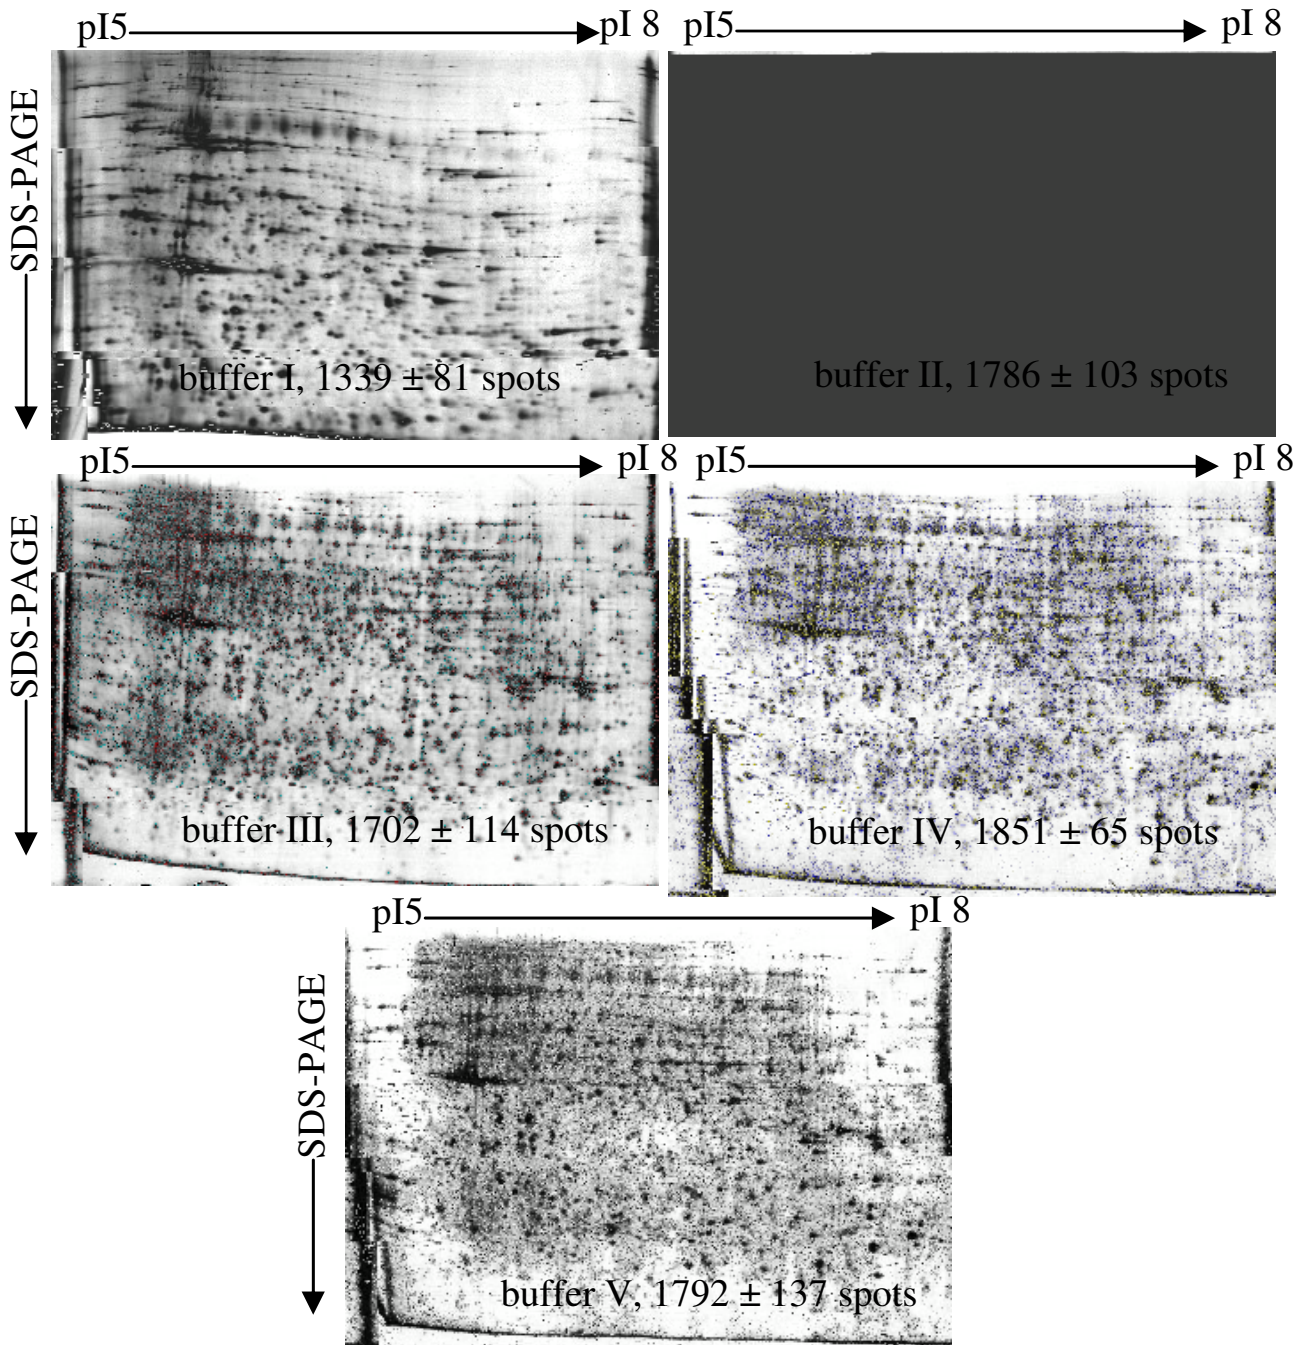 pI5 pI 8 pI5 pI 8
SDS-PAGE
buffer I, 1339 ± 81 spots
buffer II, 1786 ± 103 spots
pI5 pI 8 pI5 pI 8
SDS-PAGE
buffer III, 1702 ± 114 spots
buffer IV, 1851 ± 65 spots
pI5 pI 8
SDS-PAGE
buffer V, 1792 ± 137 spots